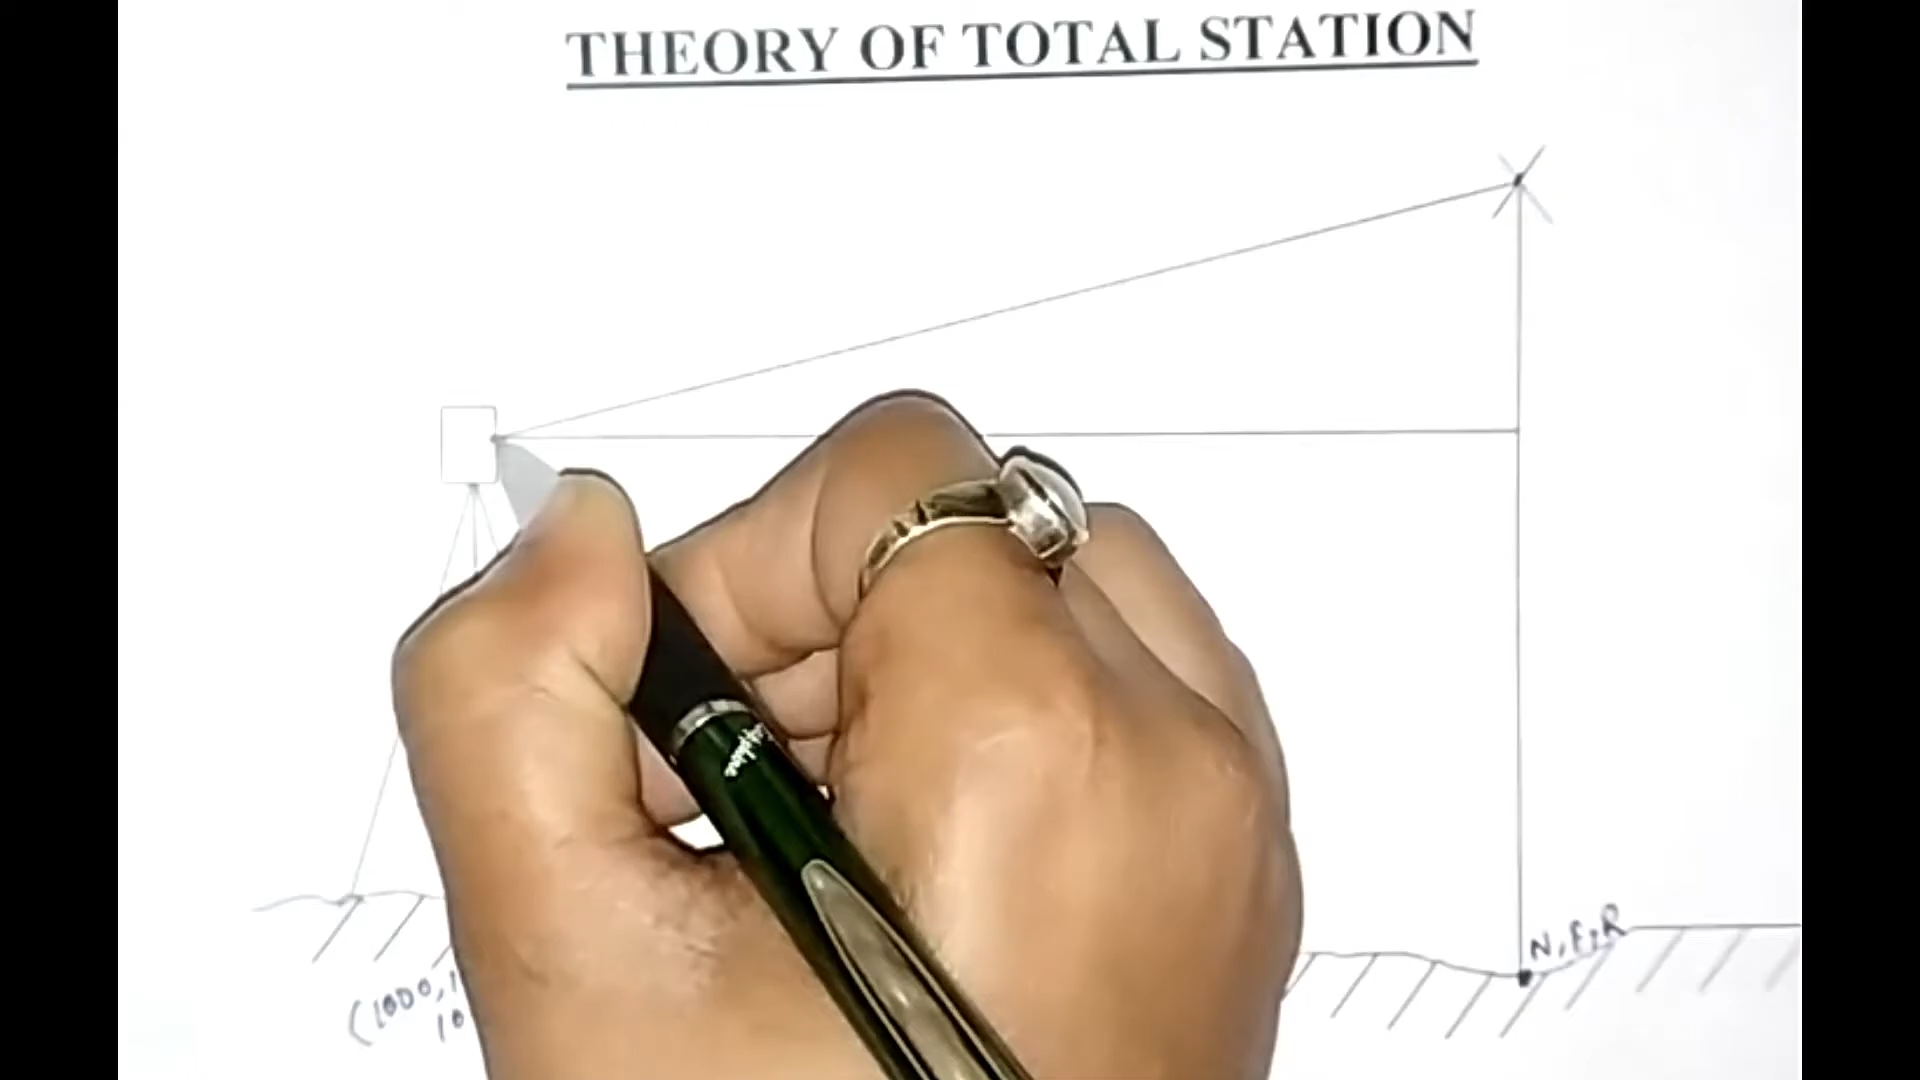 THEORY OF TOTAL STATION
N, E, R
(1000, 1
10